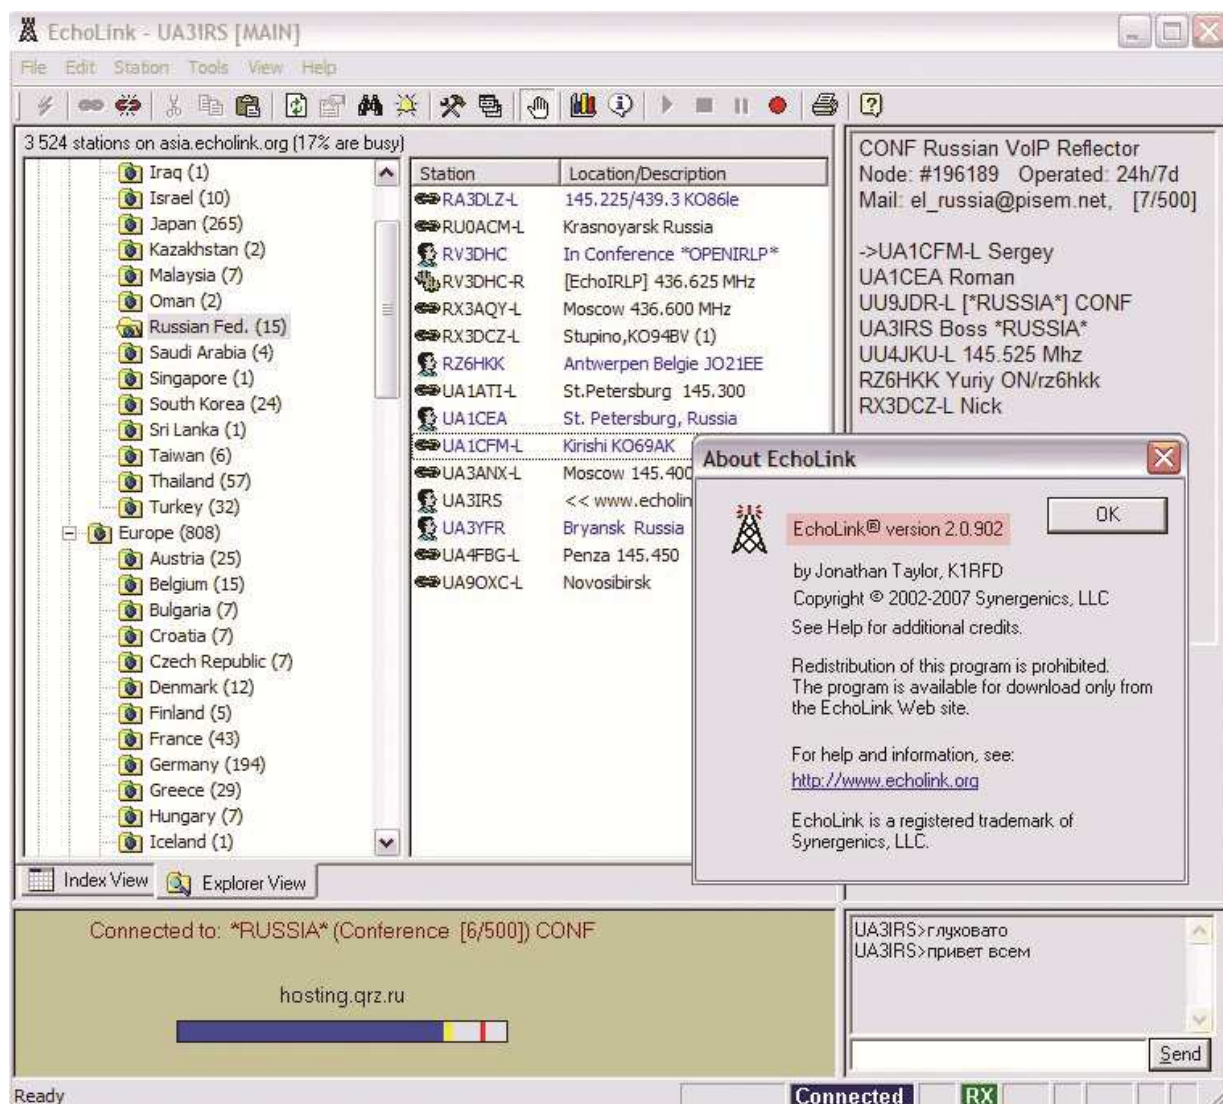 EchoLink - UA3IRS [MAIN]
File Edit Station Tools View Help
3 524 stations on asia.echolink.org (17% are busy)
Iraq (1)
Israel (10)
Japan (265)
Kazakhstan (2)
Malaysia (7)
Oman (2)
Russian Fed. (15)
Saudi Arabia (4)
Singapore (1)
South Korea (24)
Sri Lanka (1)
Taiwan (6)
Thailand (57)
Turkey (32)
Europe (808)
Austria (25)
Belgium (15)
Bulgaria (7)
Croatia (7)
Czech Republic (7)
Denmark (12)
Finland (5)
France (43)
Germany (194)
Greece (29)
Hungary (7)
Iceland (1)
Index View Explorer View
Station Location/Description
RA3DLZ-L 145.225/439.3 KO86le
RU0ACM-L Krasnoyarsk Russia
RV3DHC In Conference *OPENIRLP*
RV3DHC-R [EchoIRLP] 436.625 MHz
RX3AQY-L Moscow 436.600 MHz
RX3DCZ-L Stupino,KO94BV (1)
RZ6HKK Antwerpen Belgie JO21EE
UA1ATI-L St.Petersburg 145.300
UA1CEA St. Petersburg, Russia
UA1CFM-L Kirishi KO69AK
UA3ANX-L Moscow 145.400
UA3IRS << www.echolin
UA3YFR Bryansk Russia
UA4FBG-L Penza 145.450
UA9OXC-L Novosibirsk
CONF Russian VoIP Reflector
Node: #196189 Operated: 24h/7d
Mail: el_russia@pisem.net, [7/500]
->UA1CFM-L Sergey
UA1CEA Roman
UU9JDR-L [*RUSSIA*] CONF
UA3IRS Boss *RUSSIA*
UU4JKU-L 145.525 Mhz
RZ6HKK Yuriy ON/rz6hkk
RX3DCZ-L Nick
About EchoLink
OK
EchoLink® version 2.0.902
by Jonathan Taylor, K1RFD
Copyright © 2002-2007 Synergenics, LLC
See Help for additional credits.
Redistribution of this program is prohibited.
The program is available for download only from
the EchoLink Web site.
For help and information, see:
http://www.echolink.org
EchoLink is a registered trademark of
Synergenics, LLC.
Connected to: *RUSSIA* (Conference [6/500]) CONF
hosting.qrz.ru
UA3IRS>глуховато
UA3IRS>привет всем
Send
Ready
Connected
RX